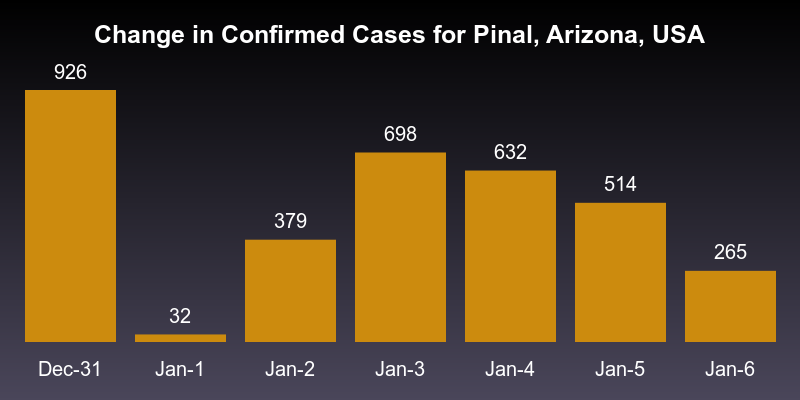 Change in Confirmed Cases for Pinal, Arizona, USA
926
32
379
698
632
514
265
Dec-31
Jan-1
Jan-2
Jan-3
Jan-4
Jan-5
Jan-6